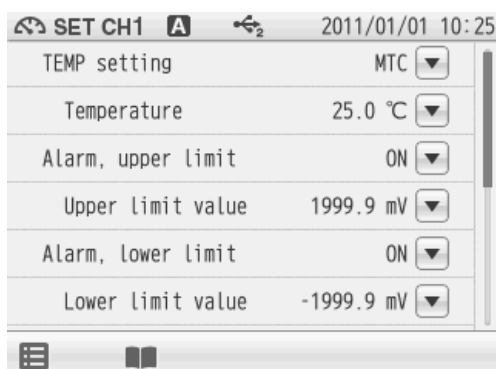 SET CH1 A 2 2011/01/01 10:25
TEMP setting MTC
Temperature 25.0 ℃
Alarm, upper limit ON
Upper limit value 1999.9 mV
Alarm, lower limit ON
Lower limit value -1999.9 mV